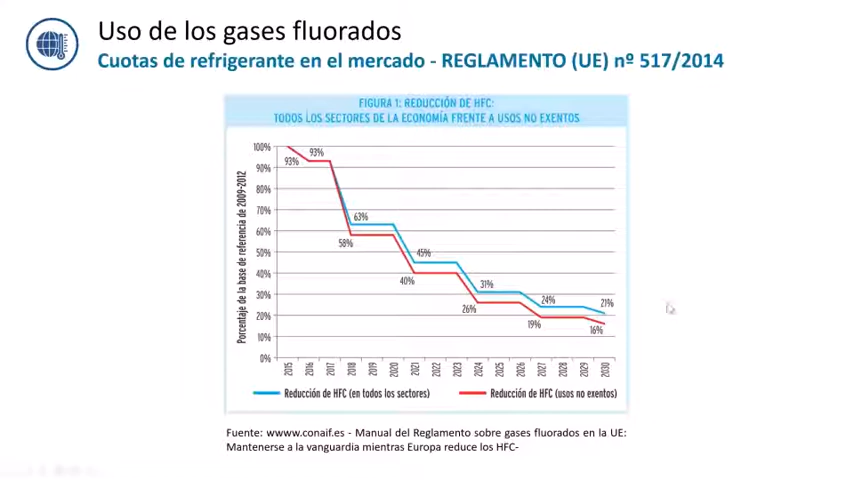 Uso de los gases fluorados
Cuotas de refrigerante en el mercado - REGLAMENTO (UE) nº 517/2014
FIGURA 1: REDUCCIÓN DE HFC:
TODOS LOS SECTORES DE LA ECONOMÍA FRENTE A USOS NO EXENTOS
Porcentaje de la base de referencia de 2009-2012
100%
90%
80%
70%
60%
50%
40%
30%
20%
10%
0%
93%
93%
63%
58%
45%
40%
31%
26%
24%
19%
21%
16%
2015 2016 2017 2018 2019 2020 2021 2022 2023 2024 2025 2026 2027 2028 2029 2030
Reducción de HFC (en todos los sectores) Reducción de HFC (usos no exentos)
Fuente: wwww.conaif.es - Manual del Reglamento sobre gases fluorados en la UE:
Mantenerse a la vanguardia mientras Europa reduce los HFC-